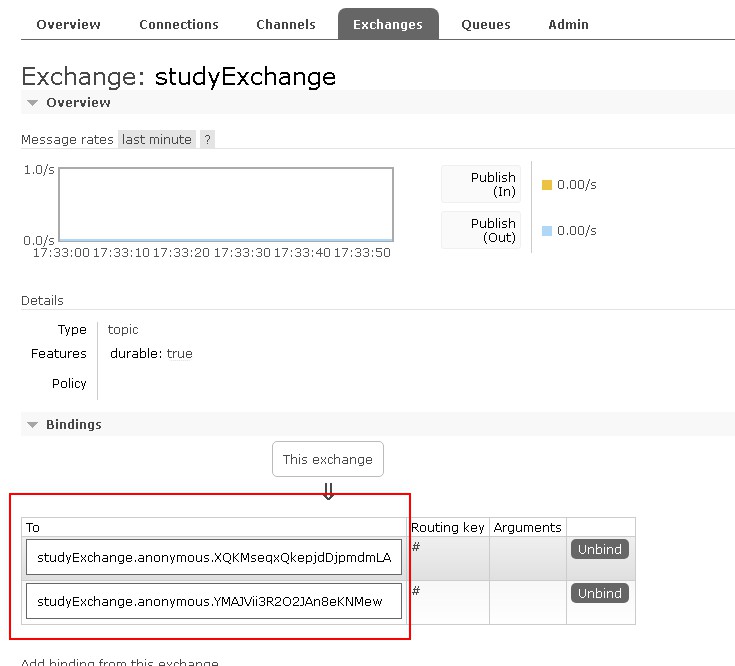 Overview Connections Channels Exchanges Queues Admin
Exchange: studyExchange
Overview
Message rates last minute ?
1.0/s
0.0/s
17:33:00 17:33:10 17:33:20 17:33:30 17:33:40 17:33:50
Publish
(In)
0.00/s
Publish
(Out)
0.00/s
Details
Type topic
Features durable: true
Policy
Bindings
This exchange
⇓
To Routing key Arguments
studyExchange.anonymous.XQKMseqxQkepjdDjpmdmLA # Unbind
studyExchange.anonymous.YMAJVii3R2O2JAn8eKNMew # Unbind
Add binding from this exchange